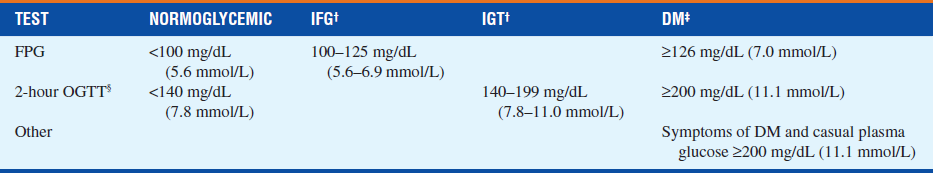 TEST NORMOGLYCEMIC IFG† IGT† DM‡
FPG <100 mg/dL 100–125 mg/dL ≥126 mg/dL (7.0 mmol/L)
(5.6 mmol/L) (5.6–6.9 mmol/L)
2-hour OGTT§ <140 mg/dL 140–199 mg/dL ≥200 mg/dL (11.1 mmol/L)
(7.8 mmol/L) (7.8–11.0 mmol/L)
Other Symptoms of DM and casual plasma
glucose ≥200 mg/dL (11.1 mmol/L)